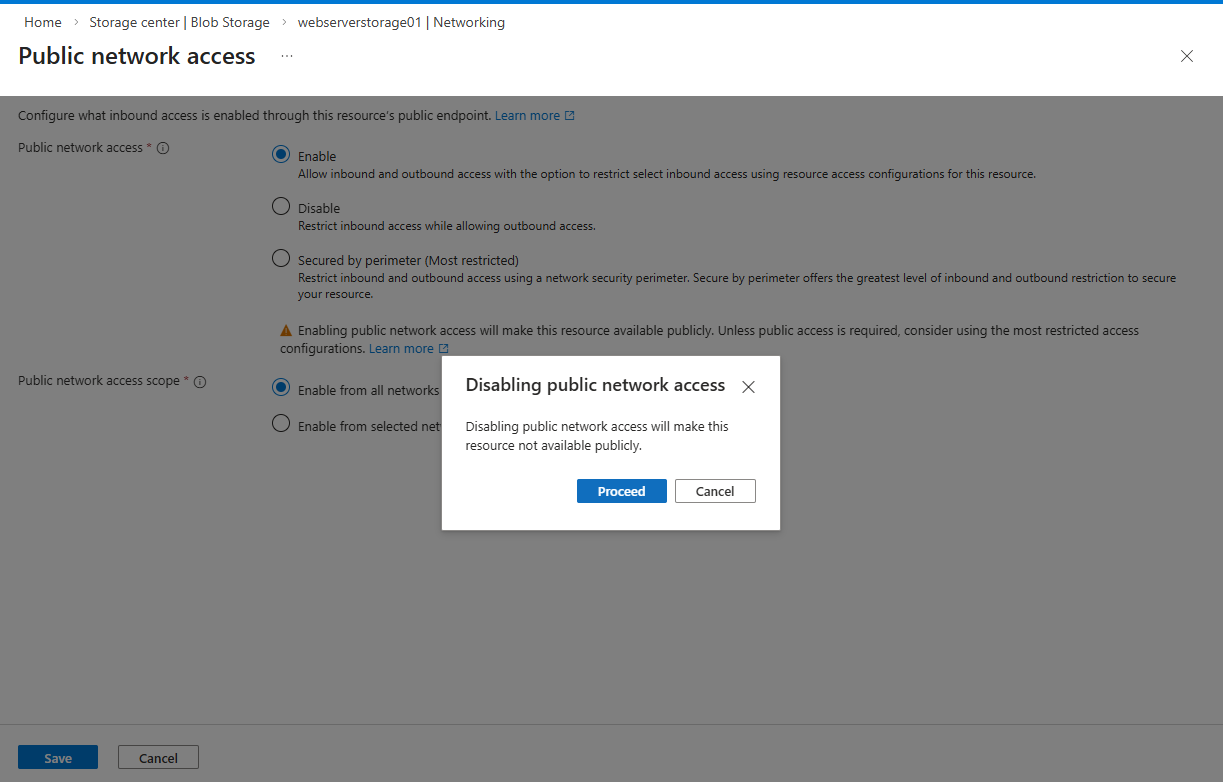 Home > Storage center | Blob Storage > webserverstorage01 | Networking
Public network access ...
Configure what inbound access is enabled through this resource's public endpoint. Learn more
Public network access *
Enable
Allow inbound and outbound access with the option to restrict select inbound access using resource access configurations for this resource.
Disable
Restrict inbound access while allowing outbound access.
Secured by perimeter (Most restricted)
Restrict inbound and outbound access using a network security perimeter. Secure by perimeter offers the greatest level of inbound and outbound restriction to secure
your resource.
Enabling public network access will make this resource available publicly. Unless public access is required, consider using the most restricted access
configurations. Learn more
Public network access scope *
Enable from all networks
Enable from selected net
Disabling public network access
Disabling public network access will make this
resource not available publicly.
Proceed
Cancel
Save
Cancel